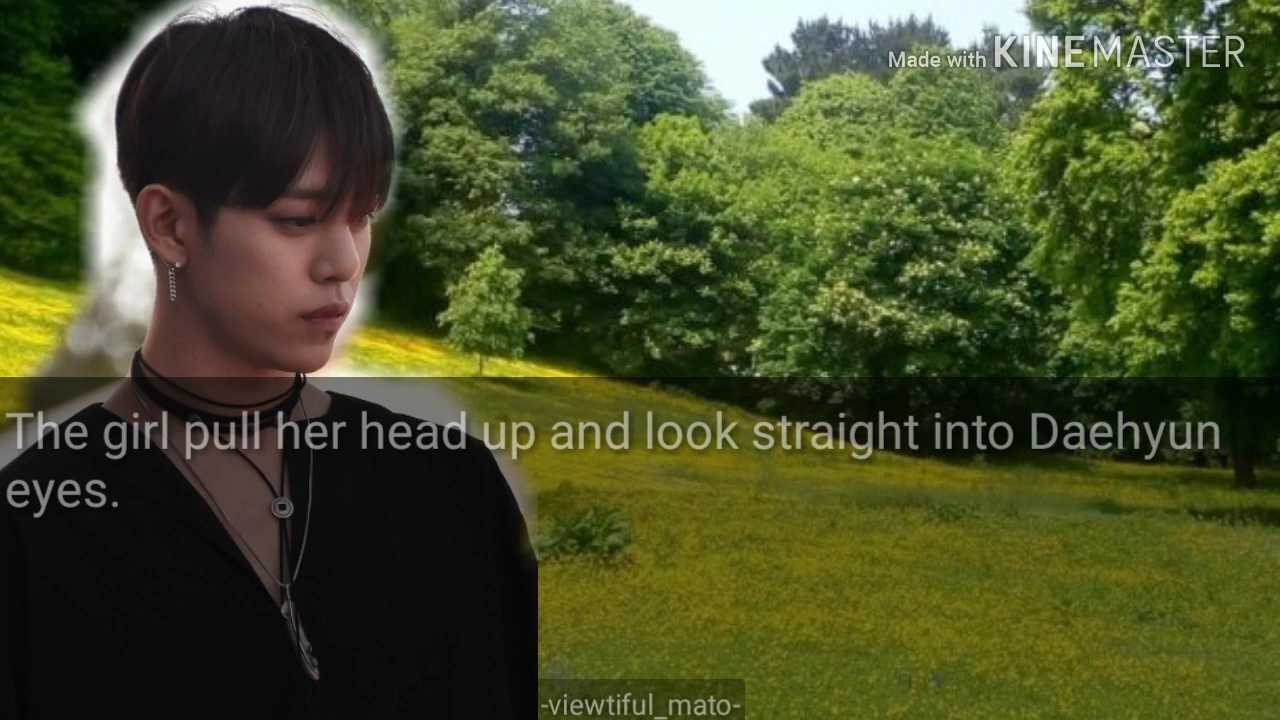 Made with KINEMASTER
The girl pull her head up and look straight into Daehyun
eyes.
-viewtiful_mato-